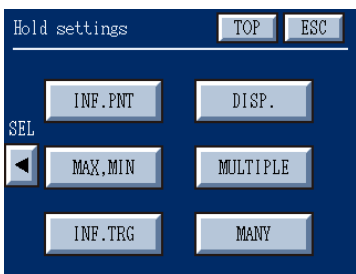 Hold settings TOP ESC
INF.PNT DISP.
SEL
MAX,MIN MULTIPLE
INF.TRG MANY